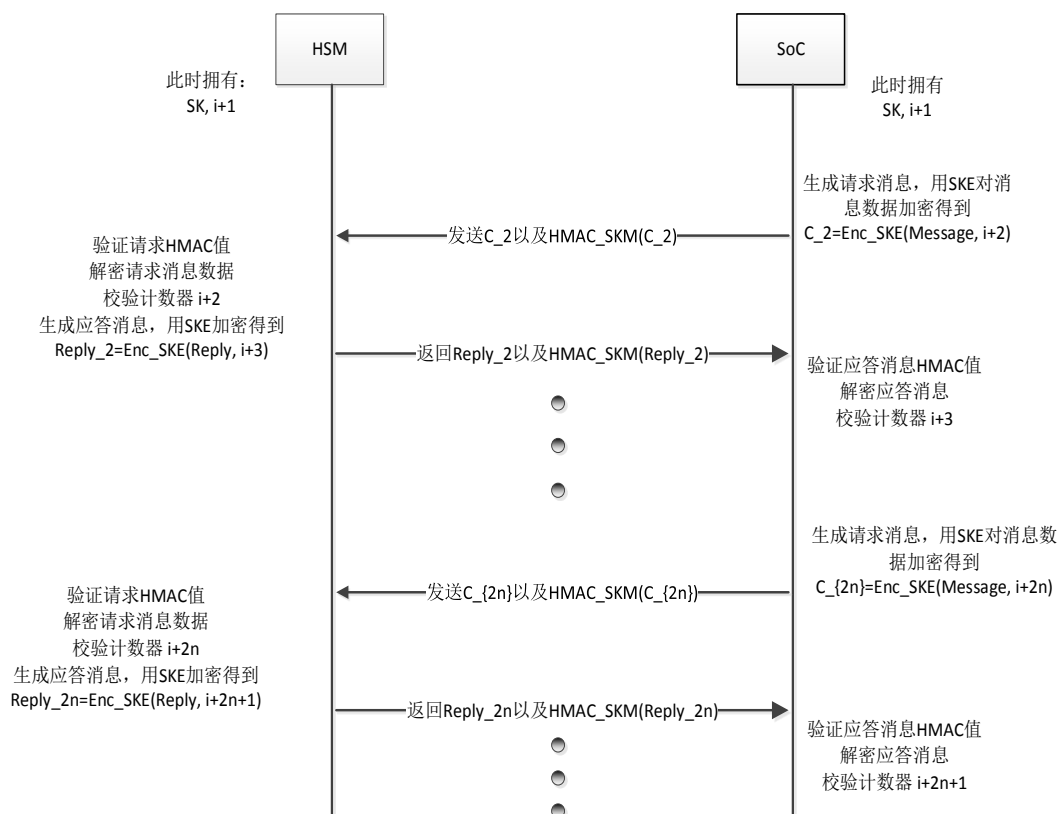 HSM
SoC
此时拥有：
SK, i+1
此时拥有
SK, i+1
生成请求消息，用SKE对消
息数据加密得到
C_2=Enc_SKE(Message, i+2)
发送C_2以及HMAC_SKM(C_2)
验证请求HMAC值
解密请求消息数据
校验计数器 i+2
生成应答消息，用SKE加密得到
Reply_2=Enc_SKE(Reply, i+3)
返回Reply_2以及HMAC_SKM(Reply_2)
验证应答消息HMAC值
解密应答消息
校验计数器 i+3
生成请求消息，用SKE对消息数
据加密得到
C_{2n}=Enc_SKE(Message, i+2n)
发送C_{2n}以及HMAC_SKM(C_{2n})
验证请求HMAC值
解密请求消息数据
校验计数器 i+2n
生成应答消息，用SKE加密得到
Reply_2n=Enc_SKE(Reply, i+2n+1)
返回Reply_2n以及HMAC_SKM(Reply_2n)
验证应答消息HMAC值
解密应答消息
校验计数器 i+2n+1